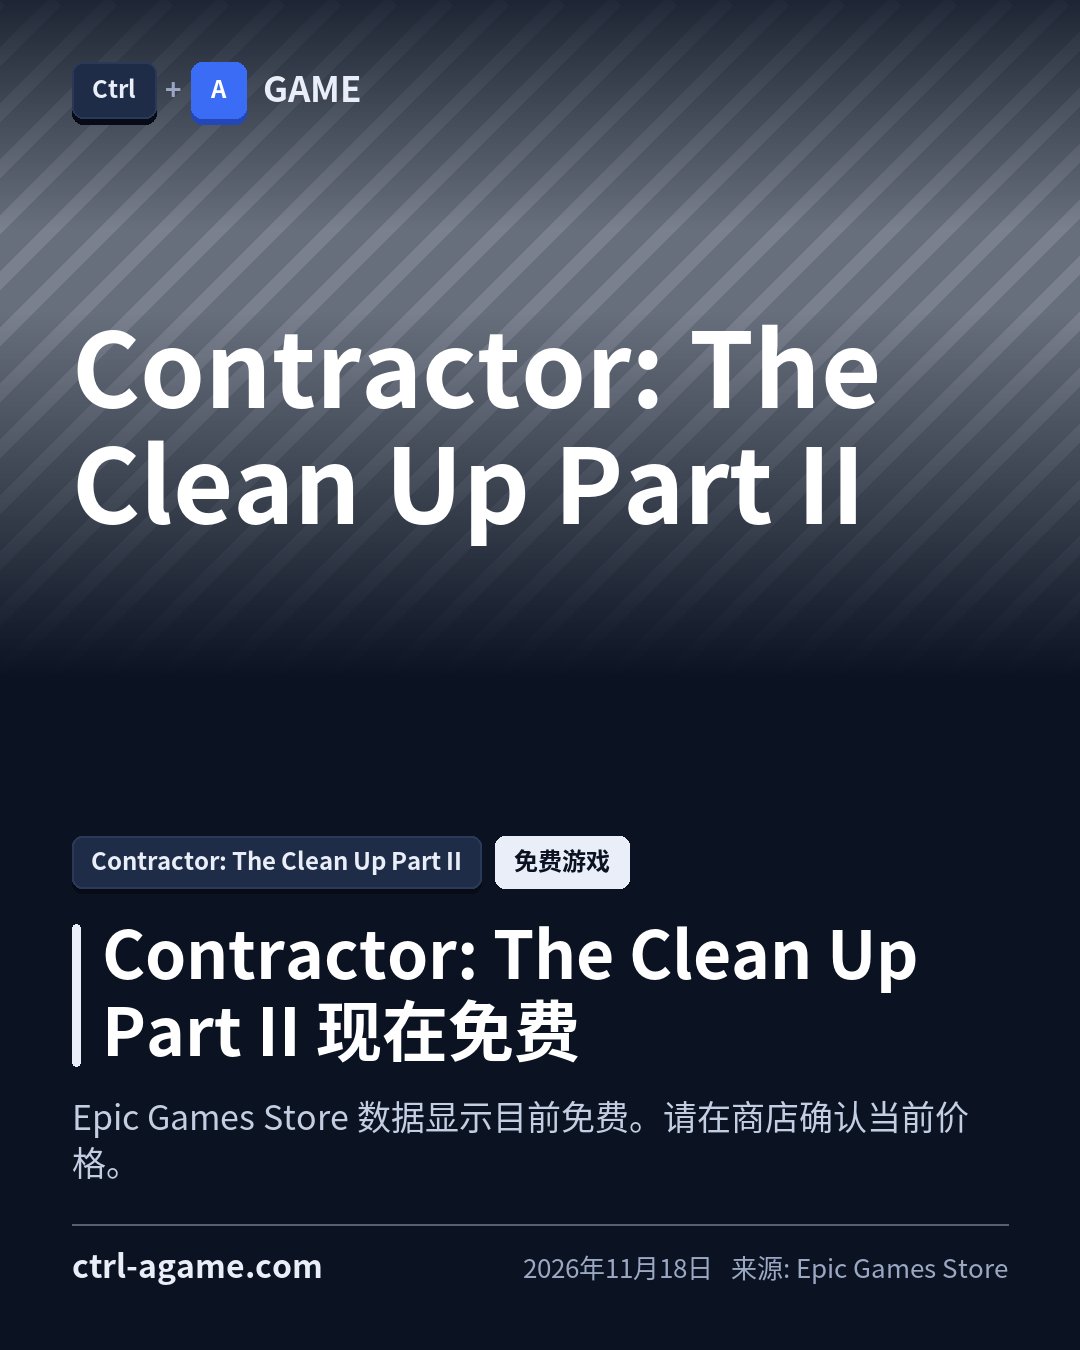 Ctrl + A GAME
Contractor: The
Clean Up Part II
Contractor: The Clean Up Part II 免费游戏
Contractor: The Clean Up
Part II 现在免费
Epic Games Store 数据显示目前免费。请在商店确认当前价
格。
ctrl-agame.com 2026年11月18日 来源: Epic Games Store